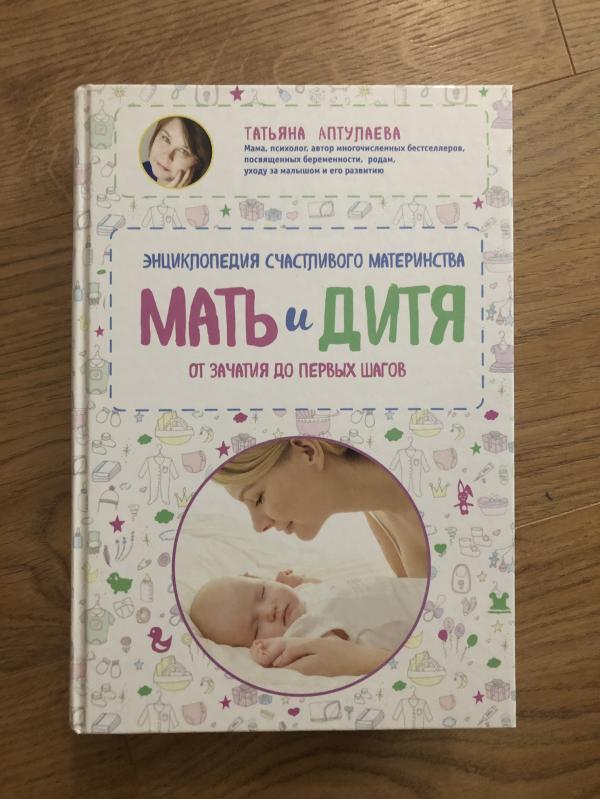 ТАТЬЯНА АПТУЛАЕВА
Мама, психолог, автор многочисленных бестселлеров,
посвященных беременности, родам,
уходу за малышом и его развитию
ЭНЦИКЛОПЕДИЯ СЧАСТЛИВОГО МАТЕРИНСТВА
МАТЬ и ДИТЯ
ОТ ЗАЧАТИЯ ДО ПЕРВЫХ ШАГОВ